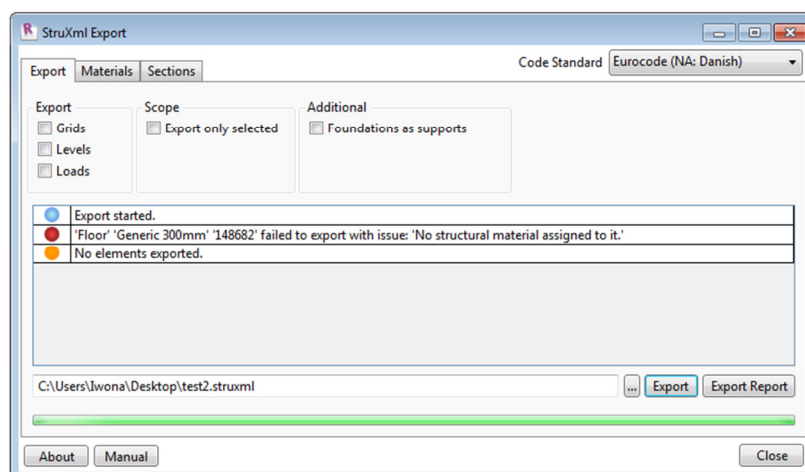 StruXml Export
Code Standard Eurocode (NA: Danish)
Export Materials Sections
Export Scope Additional
Grids Export only selected Foundations as supports
Levels
Loads
Export started.
'Floor' 'Generic 300mm' '148682' failed to export with issue: 'No structural material assigned to it.'
No elements exported.
C:\Users\Iwona\Desktop\test2.struxml ... Export Export Report
About Manual Close